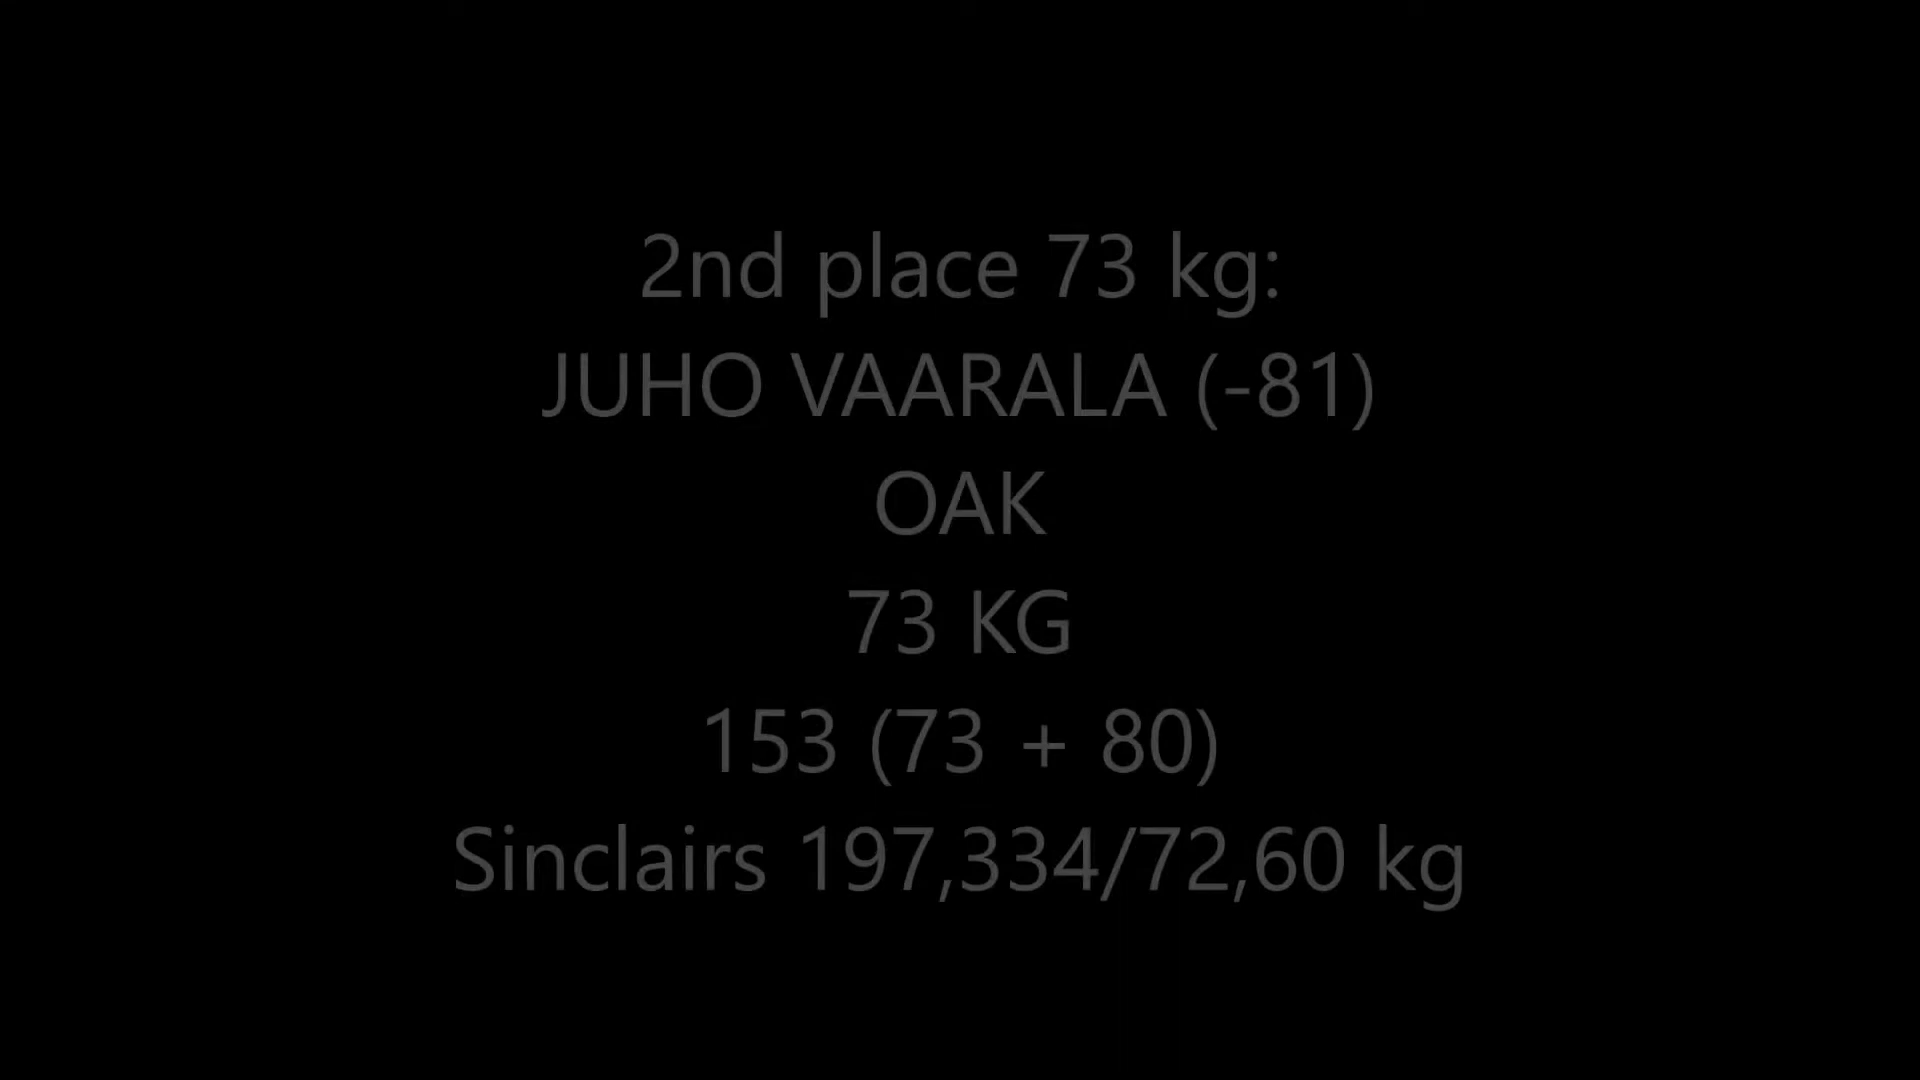 2nd place 73 kg:
JUHO VAARALA (-81)
OAK
73 KG
153 (73 + 80)
Sinclairs 197,334/72,60 kg